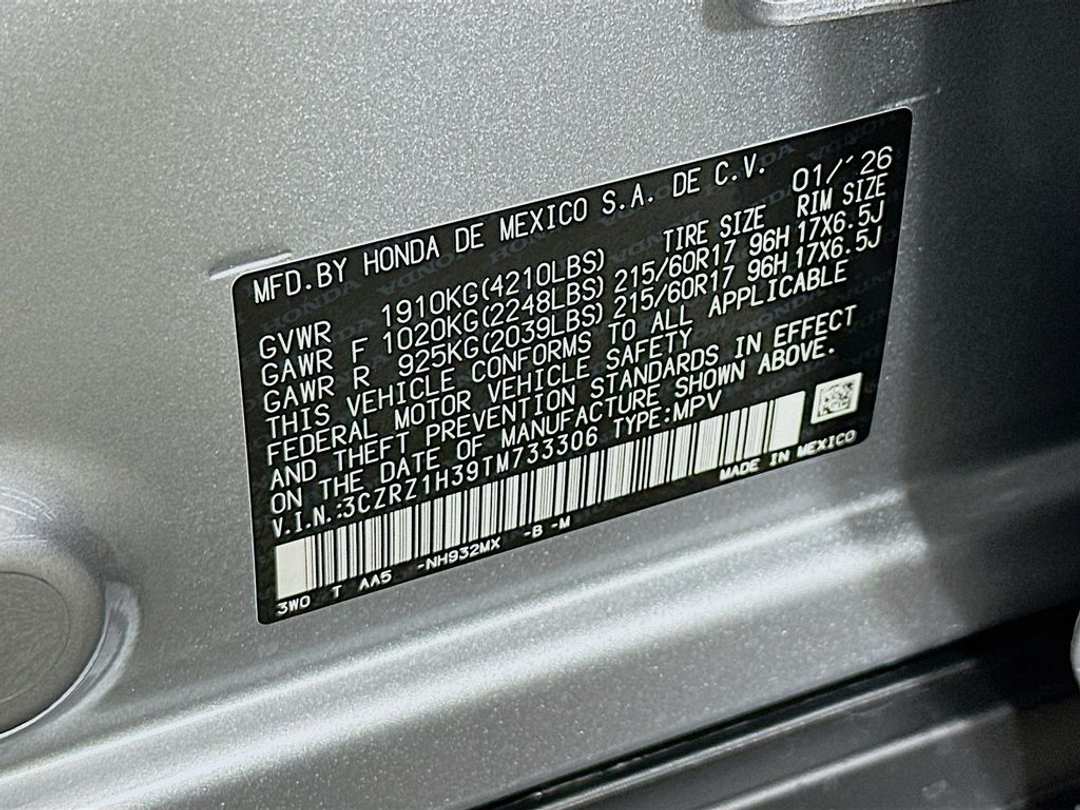 MFD.BY HONDA DE MEXICO S.A. DE C.V. 01/'26
TIRE SIZE RIM SIZE
GVWR 1910KG(4210LBS)
GAWR F 1020KG(2248LBS) 215/60R17 96H 17X6.5J
GAWR R 925KG(2039LBS) 215/60R17 96H 17X6.5J
THIS VEHICLE CONFORMS TO ALL APPLICABLE
FEDERAL MOTOR VEHICLE SAFETY
AND THEFT PREVENTION STANDARDS IN EFFECT
ON THE DATE OF MANUFACTURE SHOWN ABOVE.
V.I.N.:3CZRZ1H39TM733306 TYPE:MPV
MADE IN MEXICO
3W0 T AA5 -NH932MX -B -M